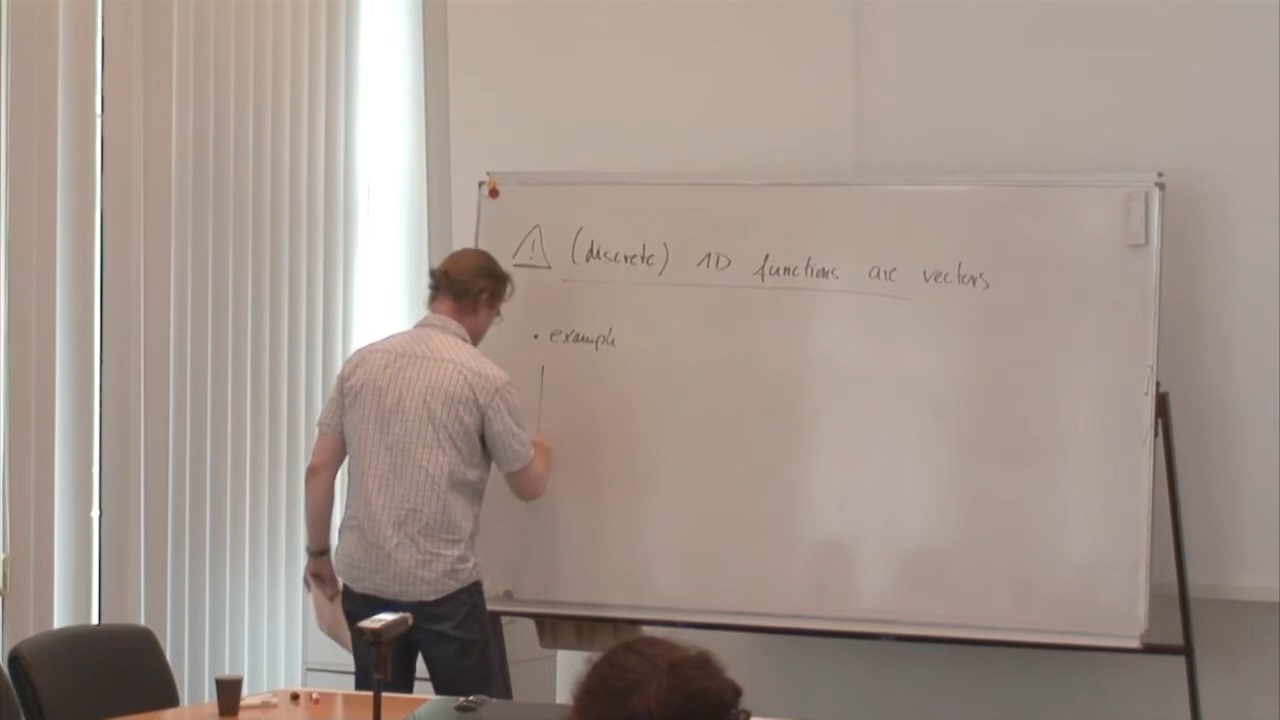 ⚠ (discrete) 1D functions are vectors
• example